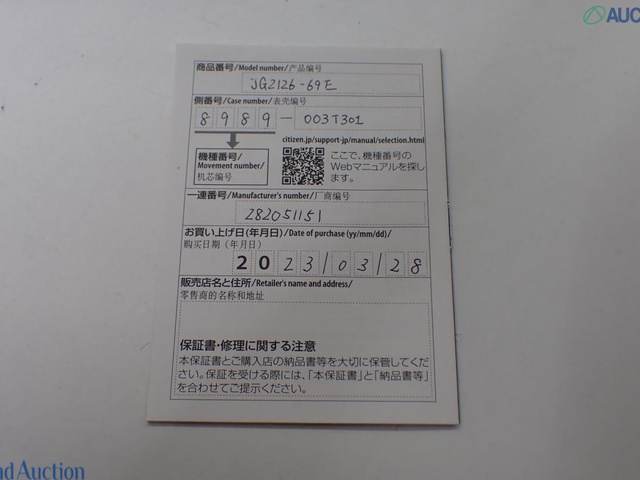 AUC
商品番号/Model number/产品编号
JG2126-69E
側番号/Case number/表壳编号
8989-003T301
citizen.jp/support-jp/manual/selection.html
機種番号/
Movement number/
机芯编号
ここで、機種番号の
Webマニュアルを探し
ます。
一連番号/Manufacturer's number/厂商编号
282051151
お買い上げ日(年月日)/Date of purchase (yy/mm/dd)/
购买日期（年月日）
2023/03/28
販売店名と住所/Retailer's name and address/
零售商的名称和地址
保証書・修理に関する注意
本保証書とご購入店の納品書等を大切に保管してくだ
さい。保証を受ける際には、「本保証書」と「納品書等」
を合わせてご提示ください。
nd Auction